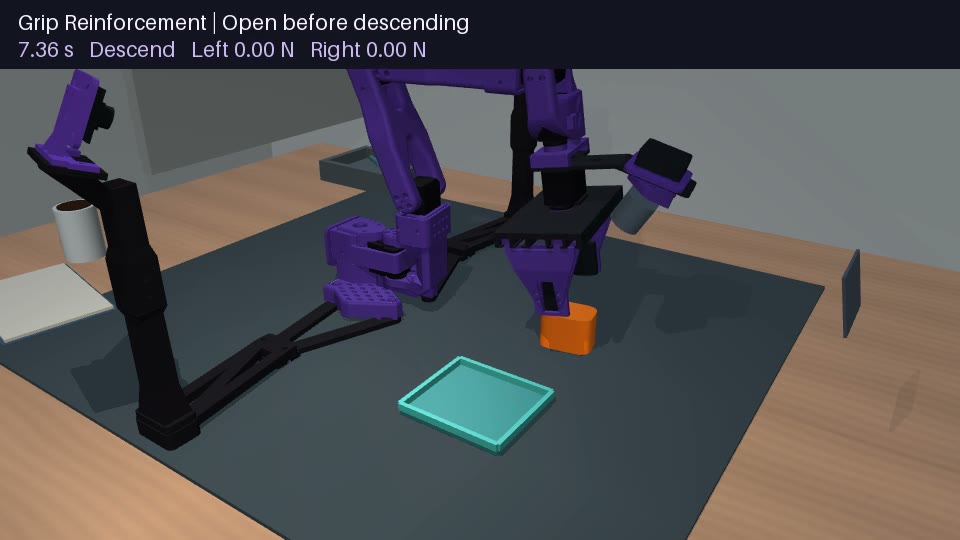 Grip Reinforcement | Open before descending
7.36 s Descend Left 0.00 N Right 0.00 N